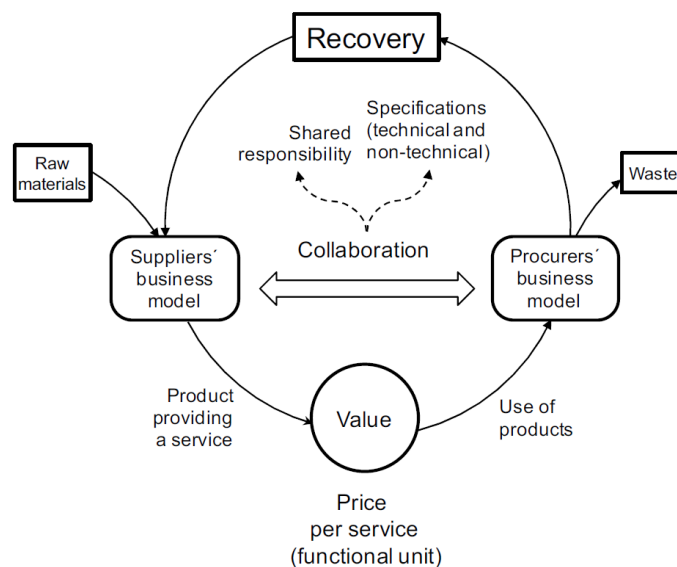 Recovery
Specifications
(technical and
non-technical)
Shared
responsibility
Raw
materials
Waste
Collaboration
Suppliers´
business
model
Procurers´
business
model
Product
providing
a service
Value
Use of
products
Price
per service
(functional unit)